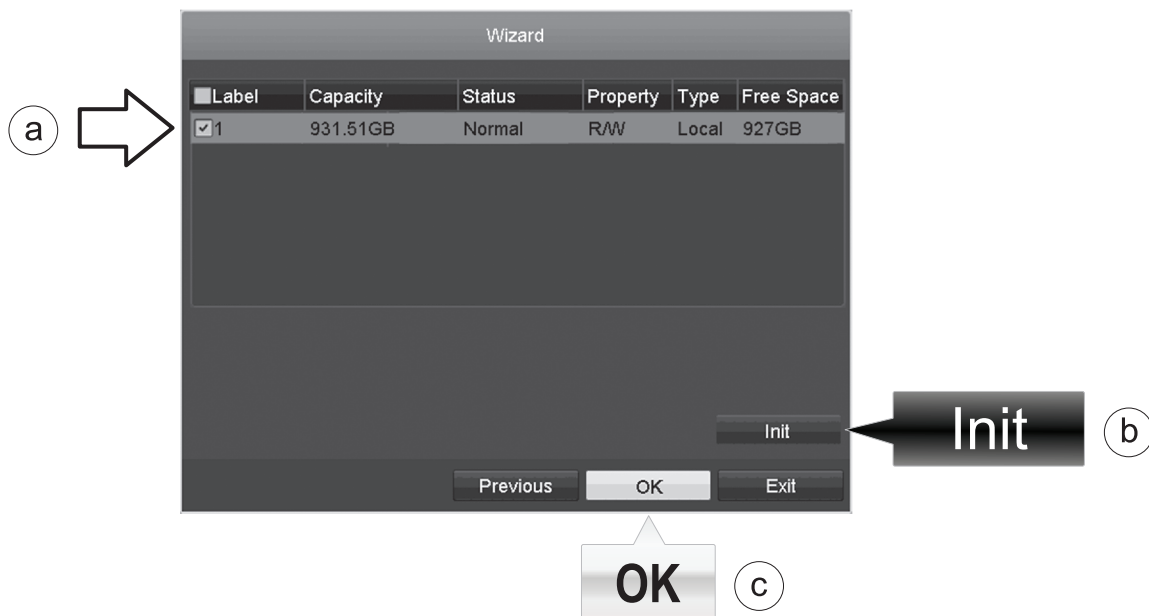 Wizard
Label Capacity Status Property Type Free Space
a
1 931.51GB Normal R/W Local 927GB
Init
Init b
Previous OK Exit
OK c